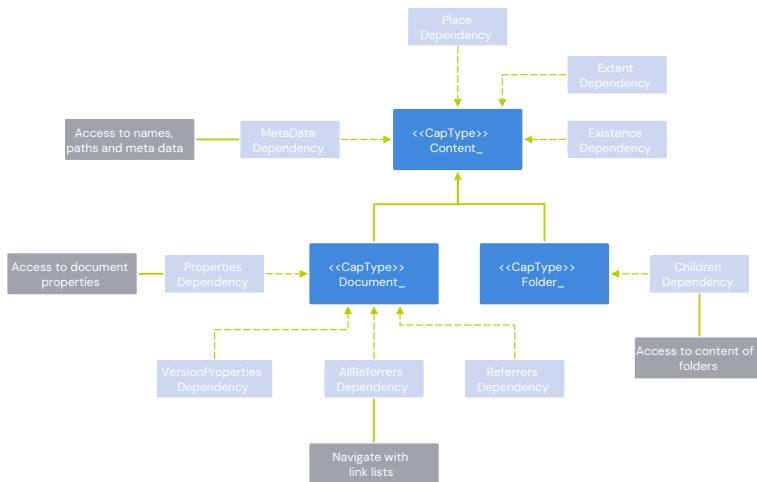 Place
Dependency
Extent
Dependency
Access to names,
paths and meta data
MetaData
Dependency
<<CapType>>
Content_
Existence
Dependency
Access to document
properties
Properties
Dependency
<<CapType>>
Document_
<<CapType>>
Folder_
Children
Dependency
VersionProperties
Dependency
AllReferrers
Dependency
Referrers
Dependency
Access to content of
folders
Navigate with
link lists